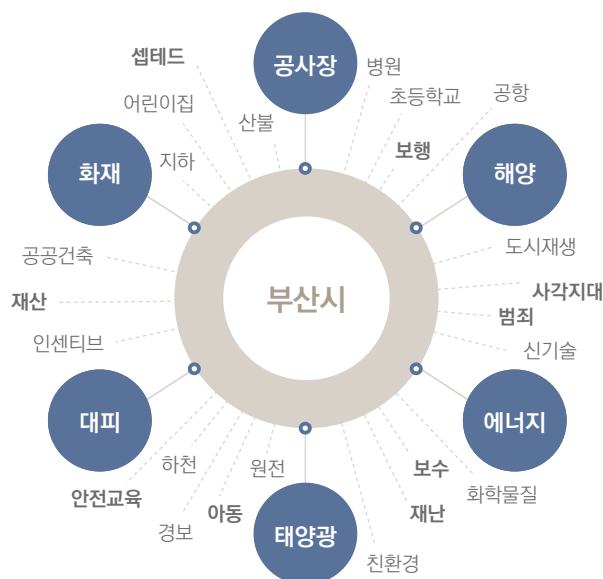 공사장
셉테드
병원
어린이집
초등학교
공항
산불
보행
지하
화재
해양
공공건축
도시재생
재산
부산시
사각지대
범죄
인센티브
신기술
대피
에너지
하천
원전
보수
화학물질
안전교육
아동
재난
경보
태양광
친환경